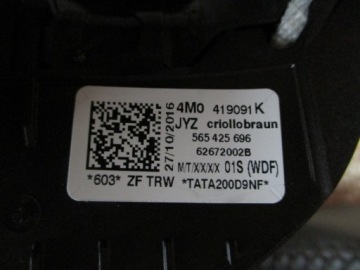 27/10/2016
4M0 419091 K
JYZ criollobraun
565 425 696
62672002B
M/T/XX/XX 01S (WDF)
*603* ZF TRW *TATA200D9NF*